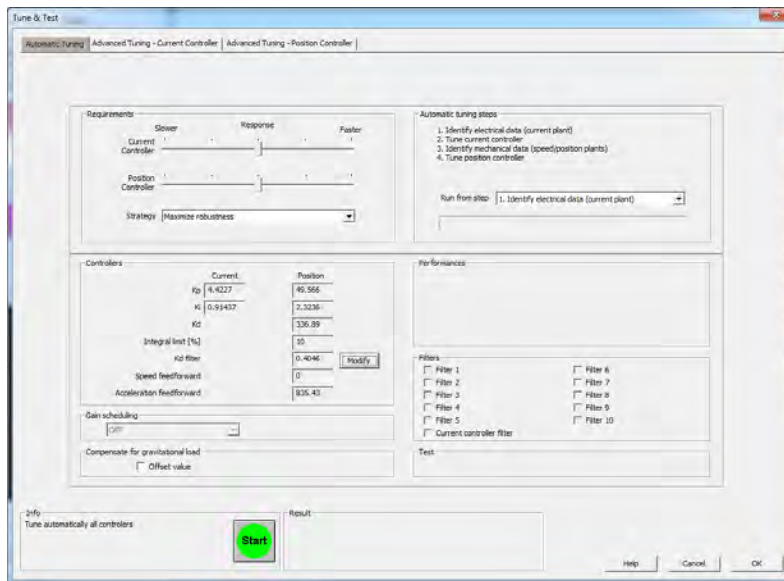 Tune & Test
Automatic Tuning | Advanced Tuning - Current Controller | Advanced Tuning - Position Controller
Requirements
Slower Response Faster
Current Controller
Position Controller
Strategy Maximize robustness
Automatic tuning steps
1. Identify electrical data (current plant)
2. Tune current controller
3. Identify mechanical data (speed/position plants)
4. Tune position controller
Run from step 1. Identify electrical data (current plant)
Controllers
Current Position
Kp 4.4227 49.566
Ki 0.91437 2.3236
Kd 336.89
Integral limit [%] 10
Kd filter 0.4046 Modify
Speed feedforward 0
Acceleration feedforward 835.43
Performances
Filters
Filter 1 Filter 6
Filter 2 Filter 7
Filter 3 Filter 8
Filter 4 Filter 9
Filter 5 Filter 10
Current controller filter
Gain scheduling
OFF
Compensate for gravitational load
Offset value
Test
Info
Tune automatically all controlers
Start
Result
Help Cancel OK